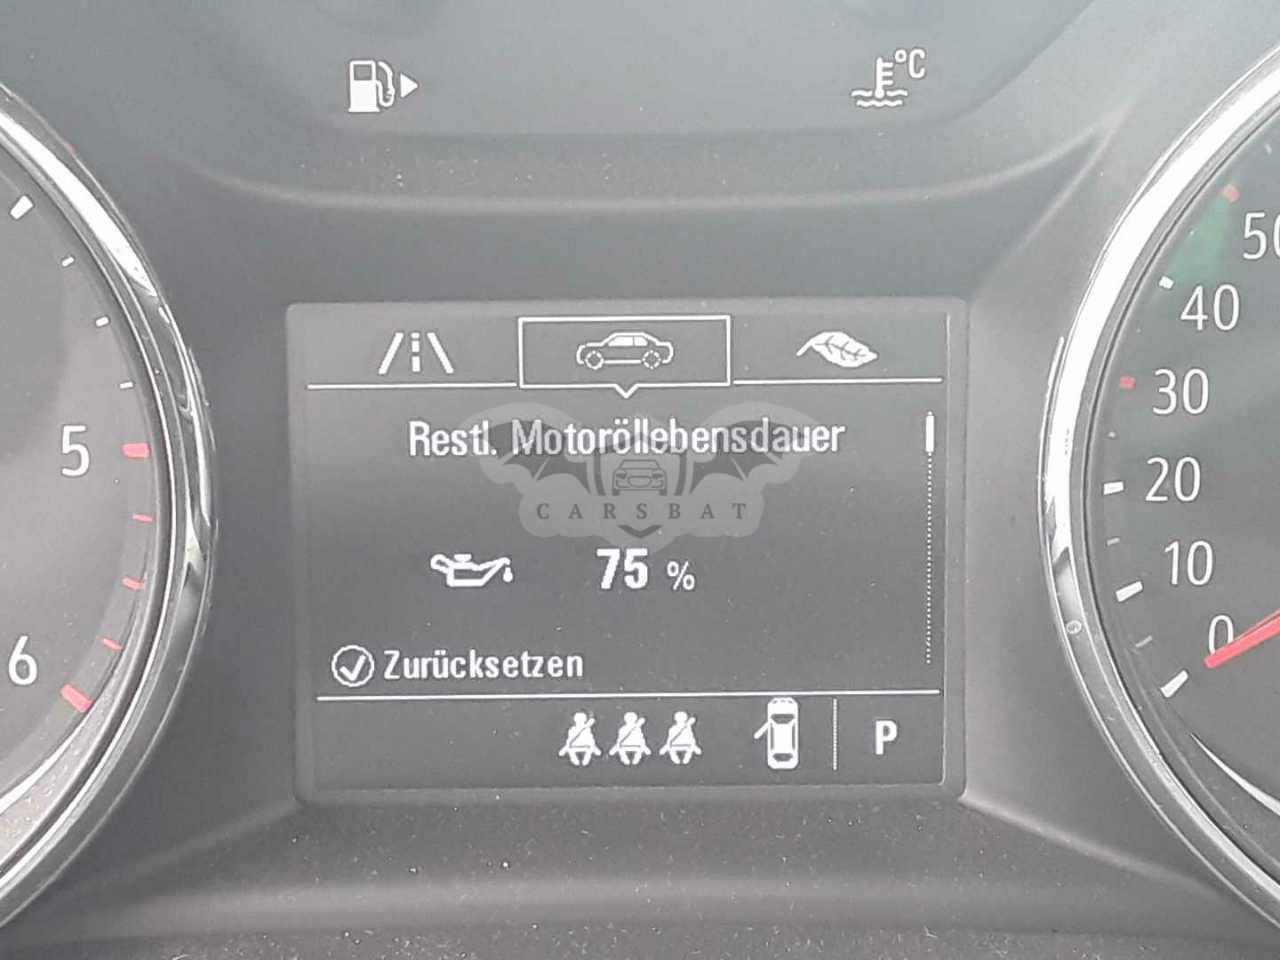 °C
50
40
5
30
Restl. Motoröllebensdauer
20
CARSBAT
10
75 %
0
6
Zurücksetzen
P